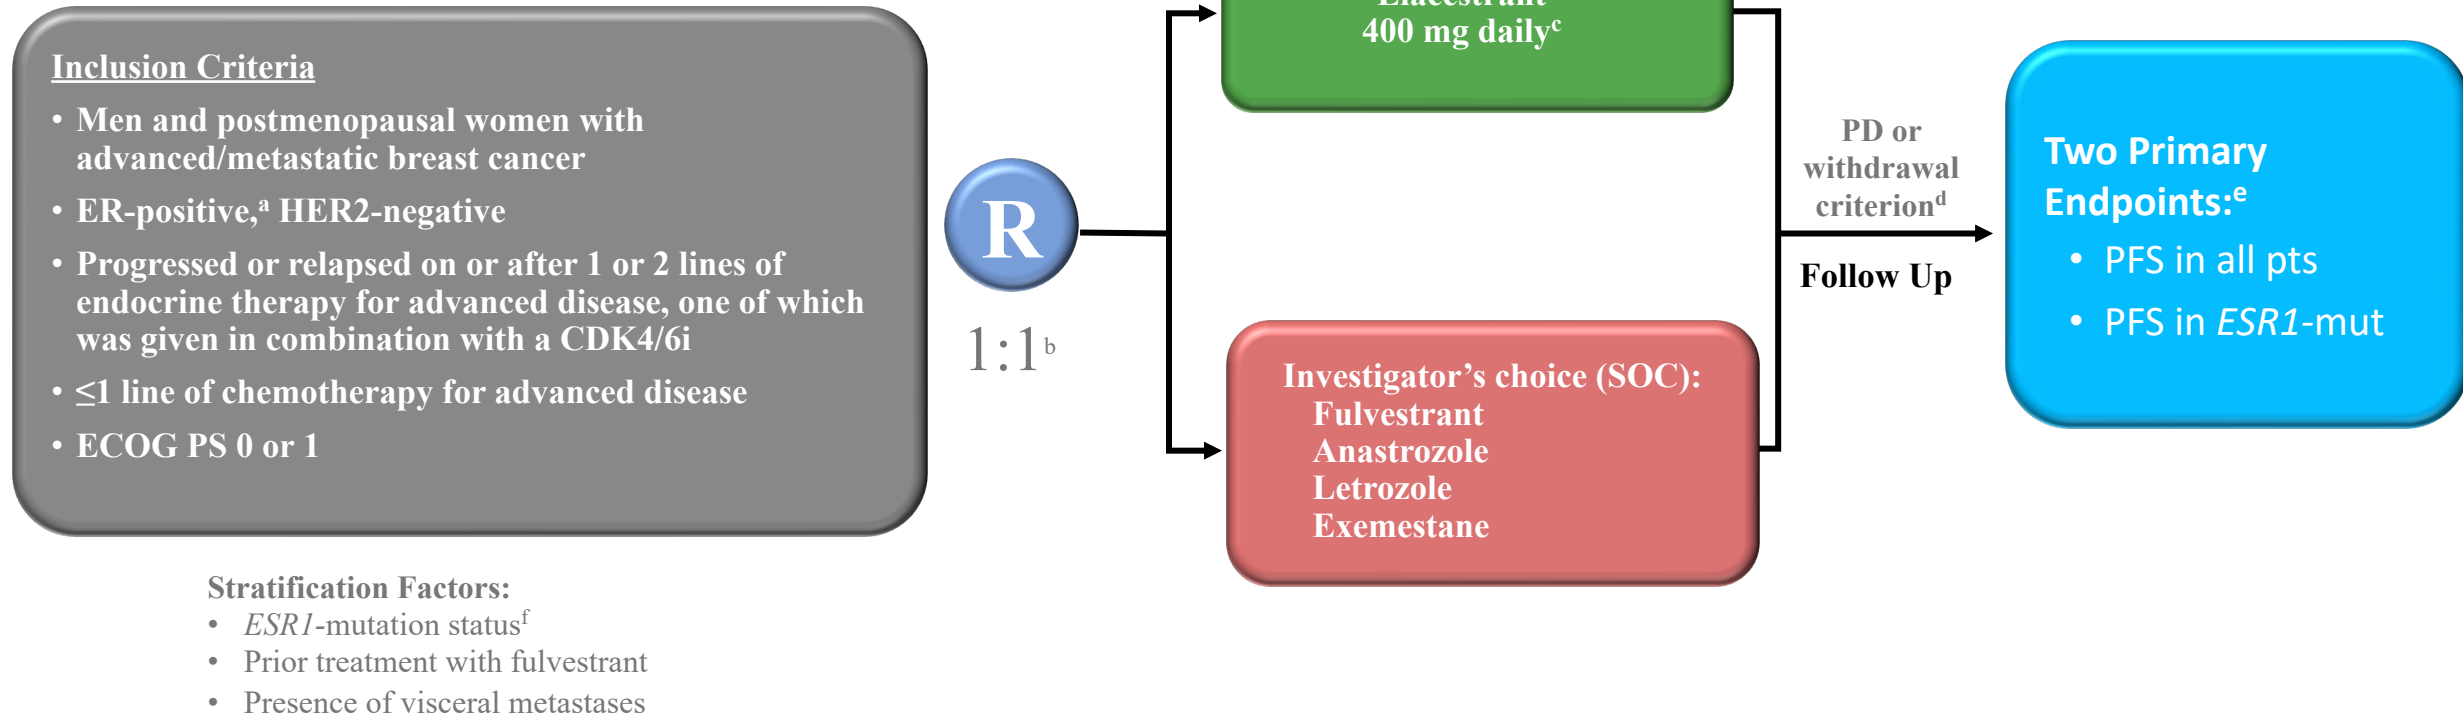 Inclusion Criteria
• Men and postmenopausal women with
advanced/metastatic breast cancer
• ER-positive,ᵃ HER2-negative
• Progressed or relapsed on or after 1 or 2 lines of
endocrine therapy for advanced disease, one of which
was given in combination with a CDK4/6i
• ≤1 line of chemotherapy for advanced disease
• ECOG PS 0 or 1
Stratification Factors:
• ESR1-mutation statusᶠ
• Prior treatment with fulvestrant
• Presence of visceral metastases
R
1:1ᵇ
Elacestrant
400 mg dailyᶜ
Investigator’s choice (SOC):
Fulvestrant
Anastrozole
Letrozole
Exemestane
PD or
withdrawal
criterionᵈ
Follow Up
Two Primary
Endpoints:ᵉ
• PFS in all pts
• PFS in ESR1-mut